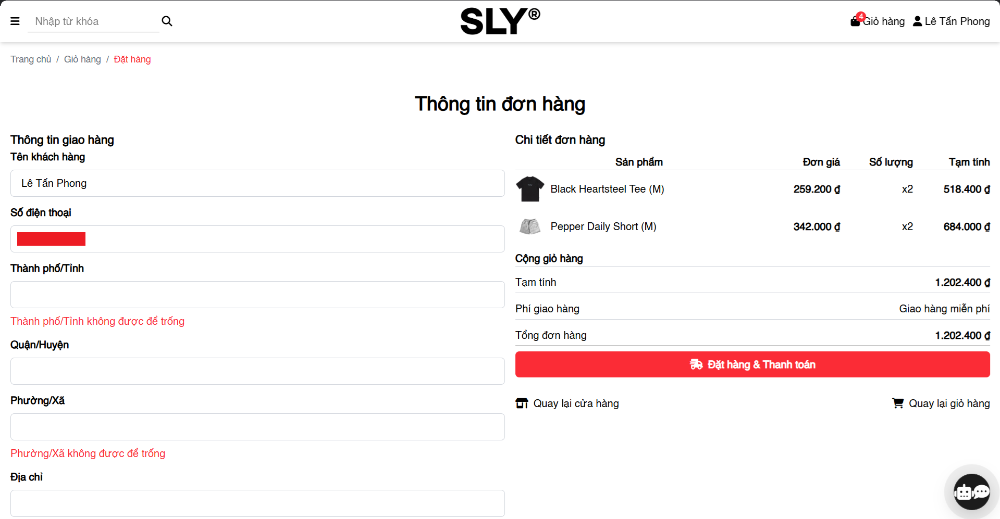 Nhập từ khóa
SLY®
4
Giỏ hàng
Lê Tấn Phong
Trang chủ / Giỏ hàng / Đặt hàng
Thông tin đơn hàng
Thông tin giao hàng
Tên khách hàng
Lê Tấn Phong
Số điện thoại
Thành phố/Tỉnh
Thành phố/Tỉnh không được để trống
Quận/Huyện
Phường/Xã
Phường/Xã không được để trống
Địa chỉ
Chi tiết đơn hàng
Sản phẩm Đơn giá Số lượng Tạm tính
Black Heartsteel Tee (M) 259.200 ₫ x2 518.400 ₫
Pepper Daily Short (M) 342.000 ₫ x2 684.000 ₫
Cộng giỏ hàng
Tạm tính 1.202.400 ₫
Phí giao hàng Giao hàng miễn phí
Tổng đơn hàng 1.202.400 ₫
Đặt hàng & Thanh toán
Quay lại cửa hàng
Quay lại giỏ hàng